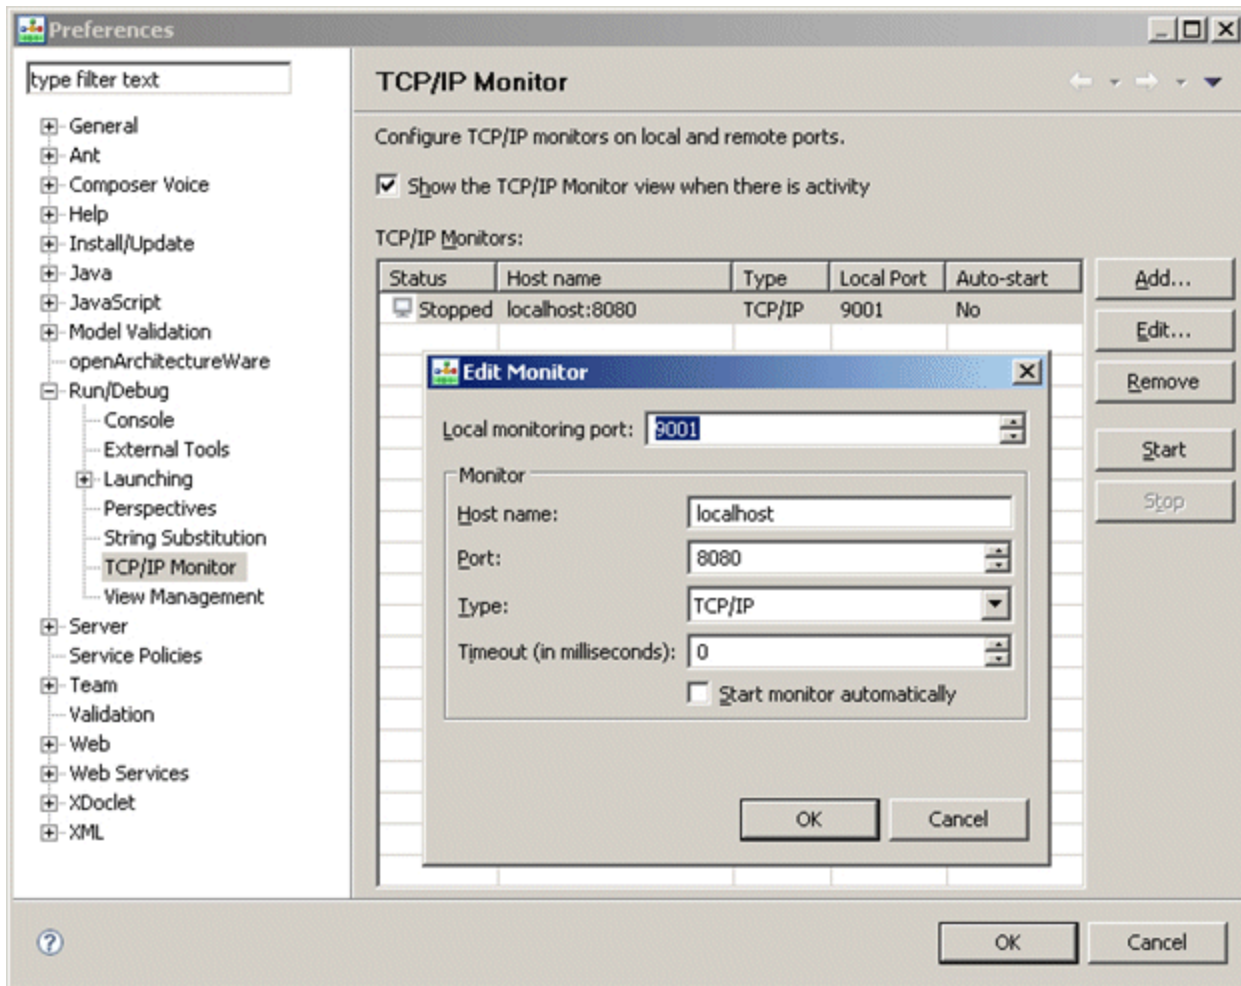 Preferences
type filter text
General
Ant
Composer Voice
Help
Install/Update
Java
JavaScript
Model Validation
openArchitectureWare
Run/Debug
Console
External Tools
Launching
Perspectives
String Substitution
TCP/IP Monitor
View Management
Server
Service Policies
Team
Validation
Web
Web Services
XDoclet
XML
TCP/IP Monitor
Configure TCP/IP monitors on local and remote ports.
Show the TCP/IP Monitor view when there is activity
TCP/IP Monitors:
Status Host name Type Local Port Auto-start
Stopped localhost:8080 TCP/IP 9001 No
Add...
Edit...
Remove
Start
Stop
Edit Monitor
Local monitoring port: 9001
Monitor
Host name: localhost
Port: 8080
Type: TCP/IP
Timeout (in milliseconds): 0
Start monitor automatically
OK Cancel
? OK Cancel